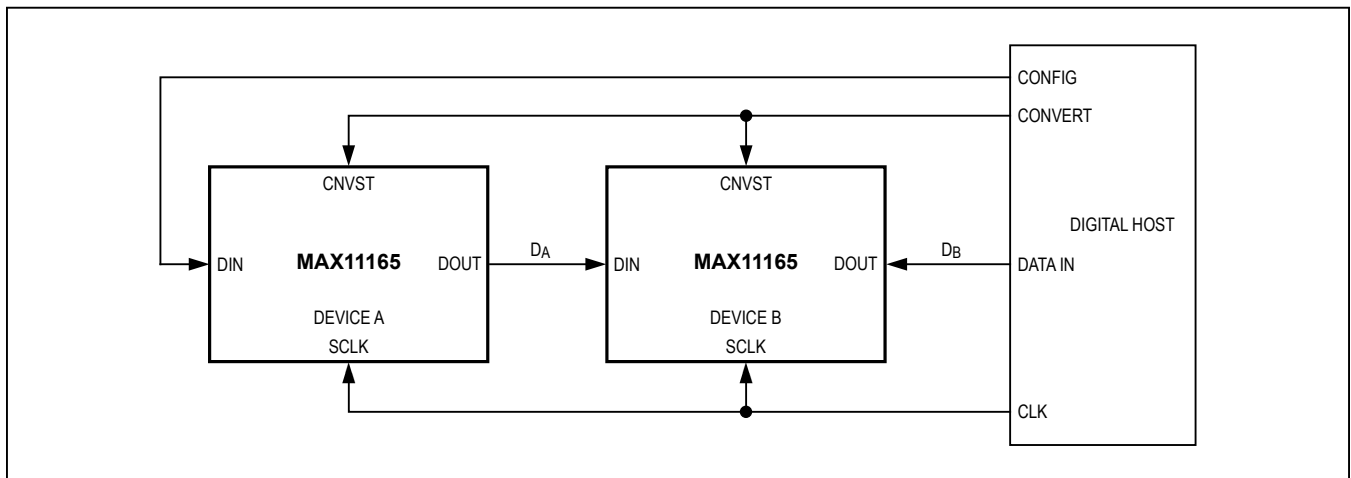 CONFIG
CONVERT
CNVST
CNVST
DIGITAL HOST
DIN
MAX11165
DOUT
DA
DIN
MAX11165
DOUT
DB
DATA IN
DEVICE A
DEVICE B
SCLK
SCLK
CLK